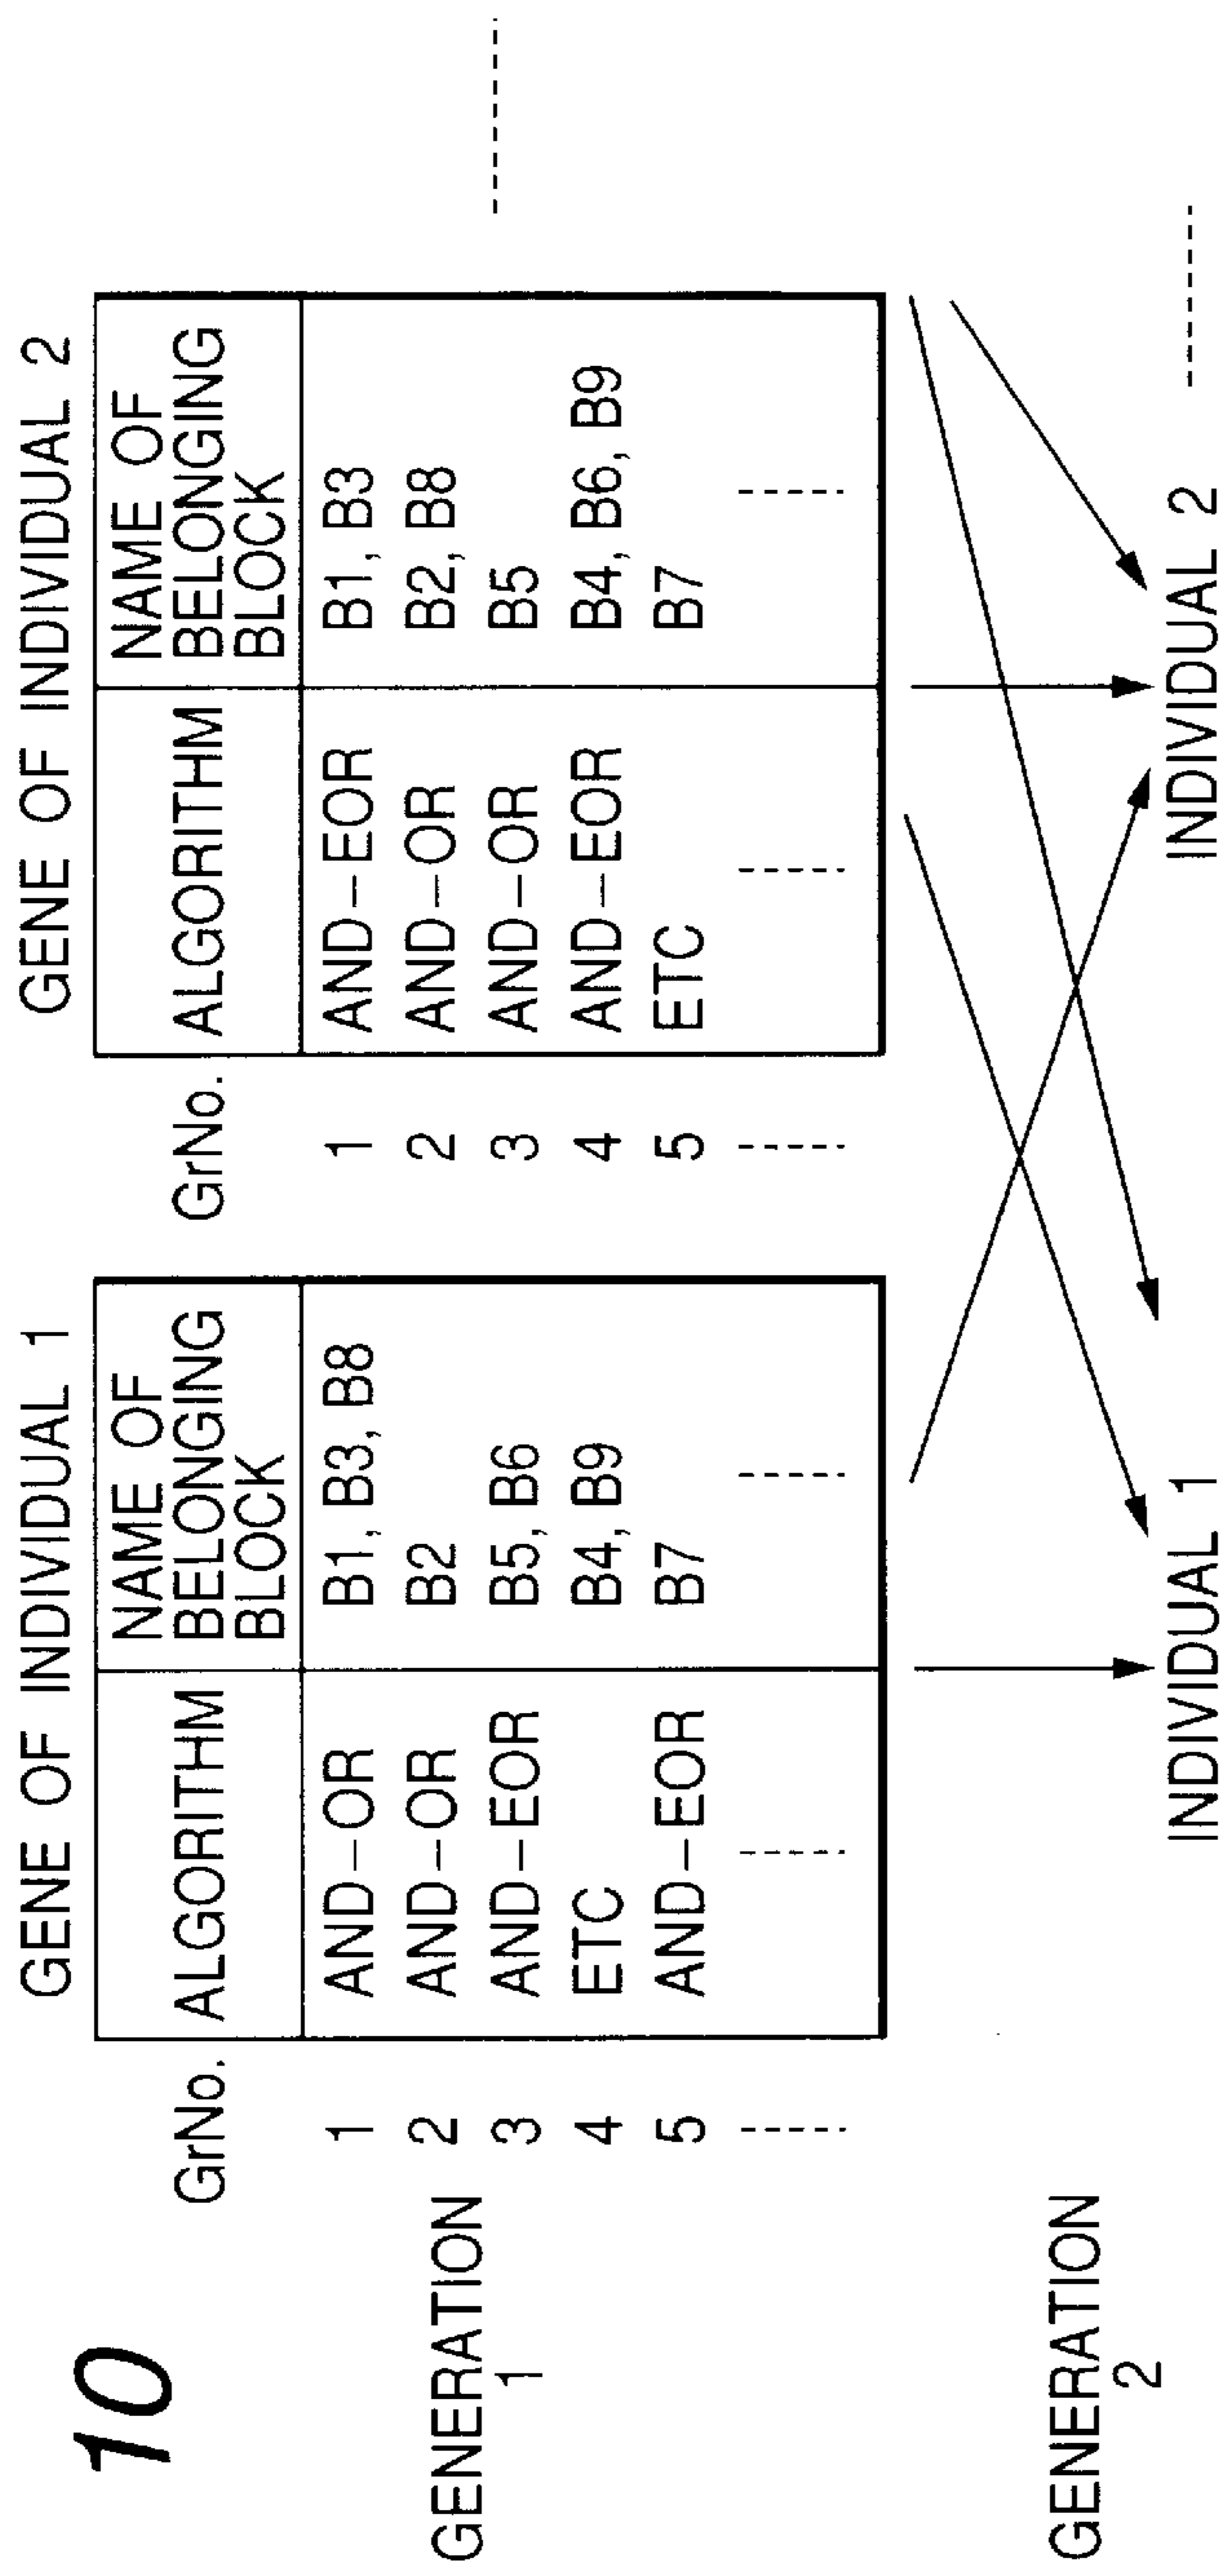 10
GENE OF INDIVIDUAL 1
GrNo. ALGORITHM NAME OF BELONGING BLOCK
GENERATION 1
1 AND-OR B1, B3, B8
2 AND-OR B2
3 AND-EOR B5, B6
4 ETC B4, B9
5 AND-EOR B7
GENE OF INDIVIDUAL 2
GrNo. ALGORITHM NAME OF BELONGING BLOCK
1 AND-EOR B1, B3
2 AND-OR B2, B8
3 AND-OR B5
4 AND-EOR B4, B6, B9
5 ETC B7
GENERATION 2
INDIVIDUAL 1
INDIVIDUAL 2